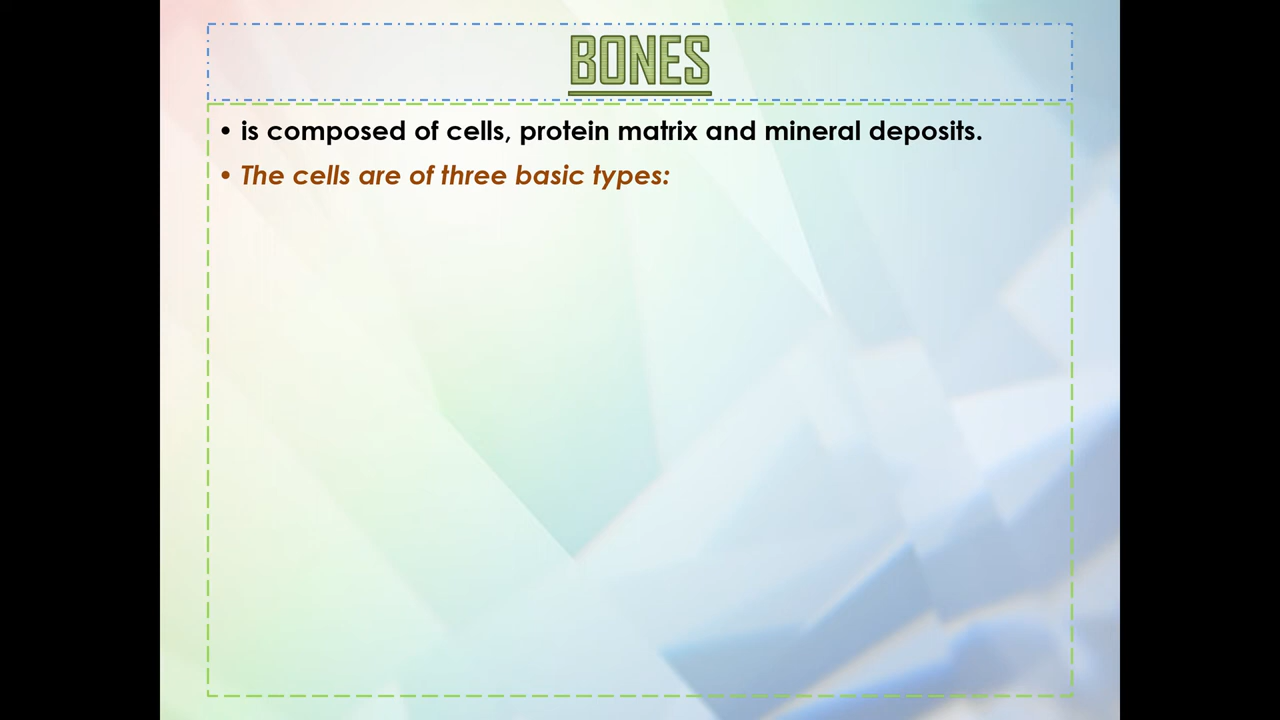 BONES
• is composed of cells, protein matrix and mineral deposits.
• The cells are of three basic types: